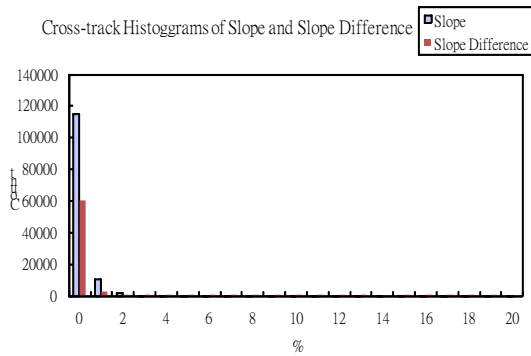 Cross-track Histoggrams of Slope and Slope Difference
Slope
Slope Difference
140000
120000
100000
80000
60000
40000
20000
0
Count
0 2 4 6 8 10 12 14 16 18 20
%